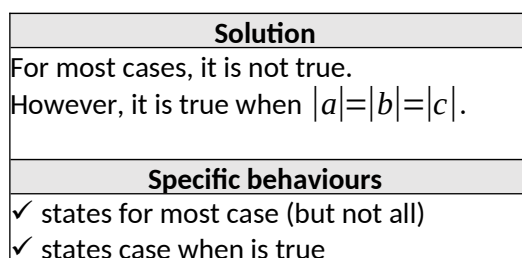 Solution
For most cases, it is not true.
However, it is true when |a|=|b|=|c|.
Specific behaviours
✓ states for most case (but not all)
✓ states case when is true